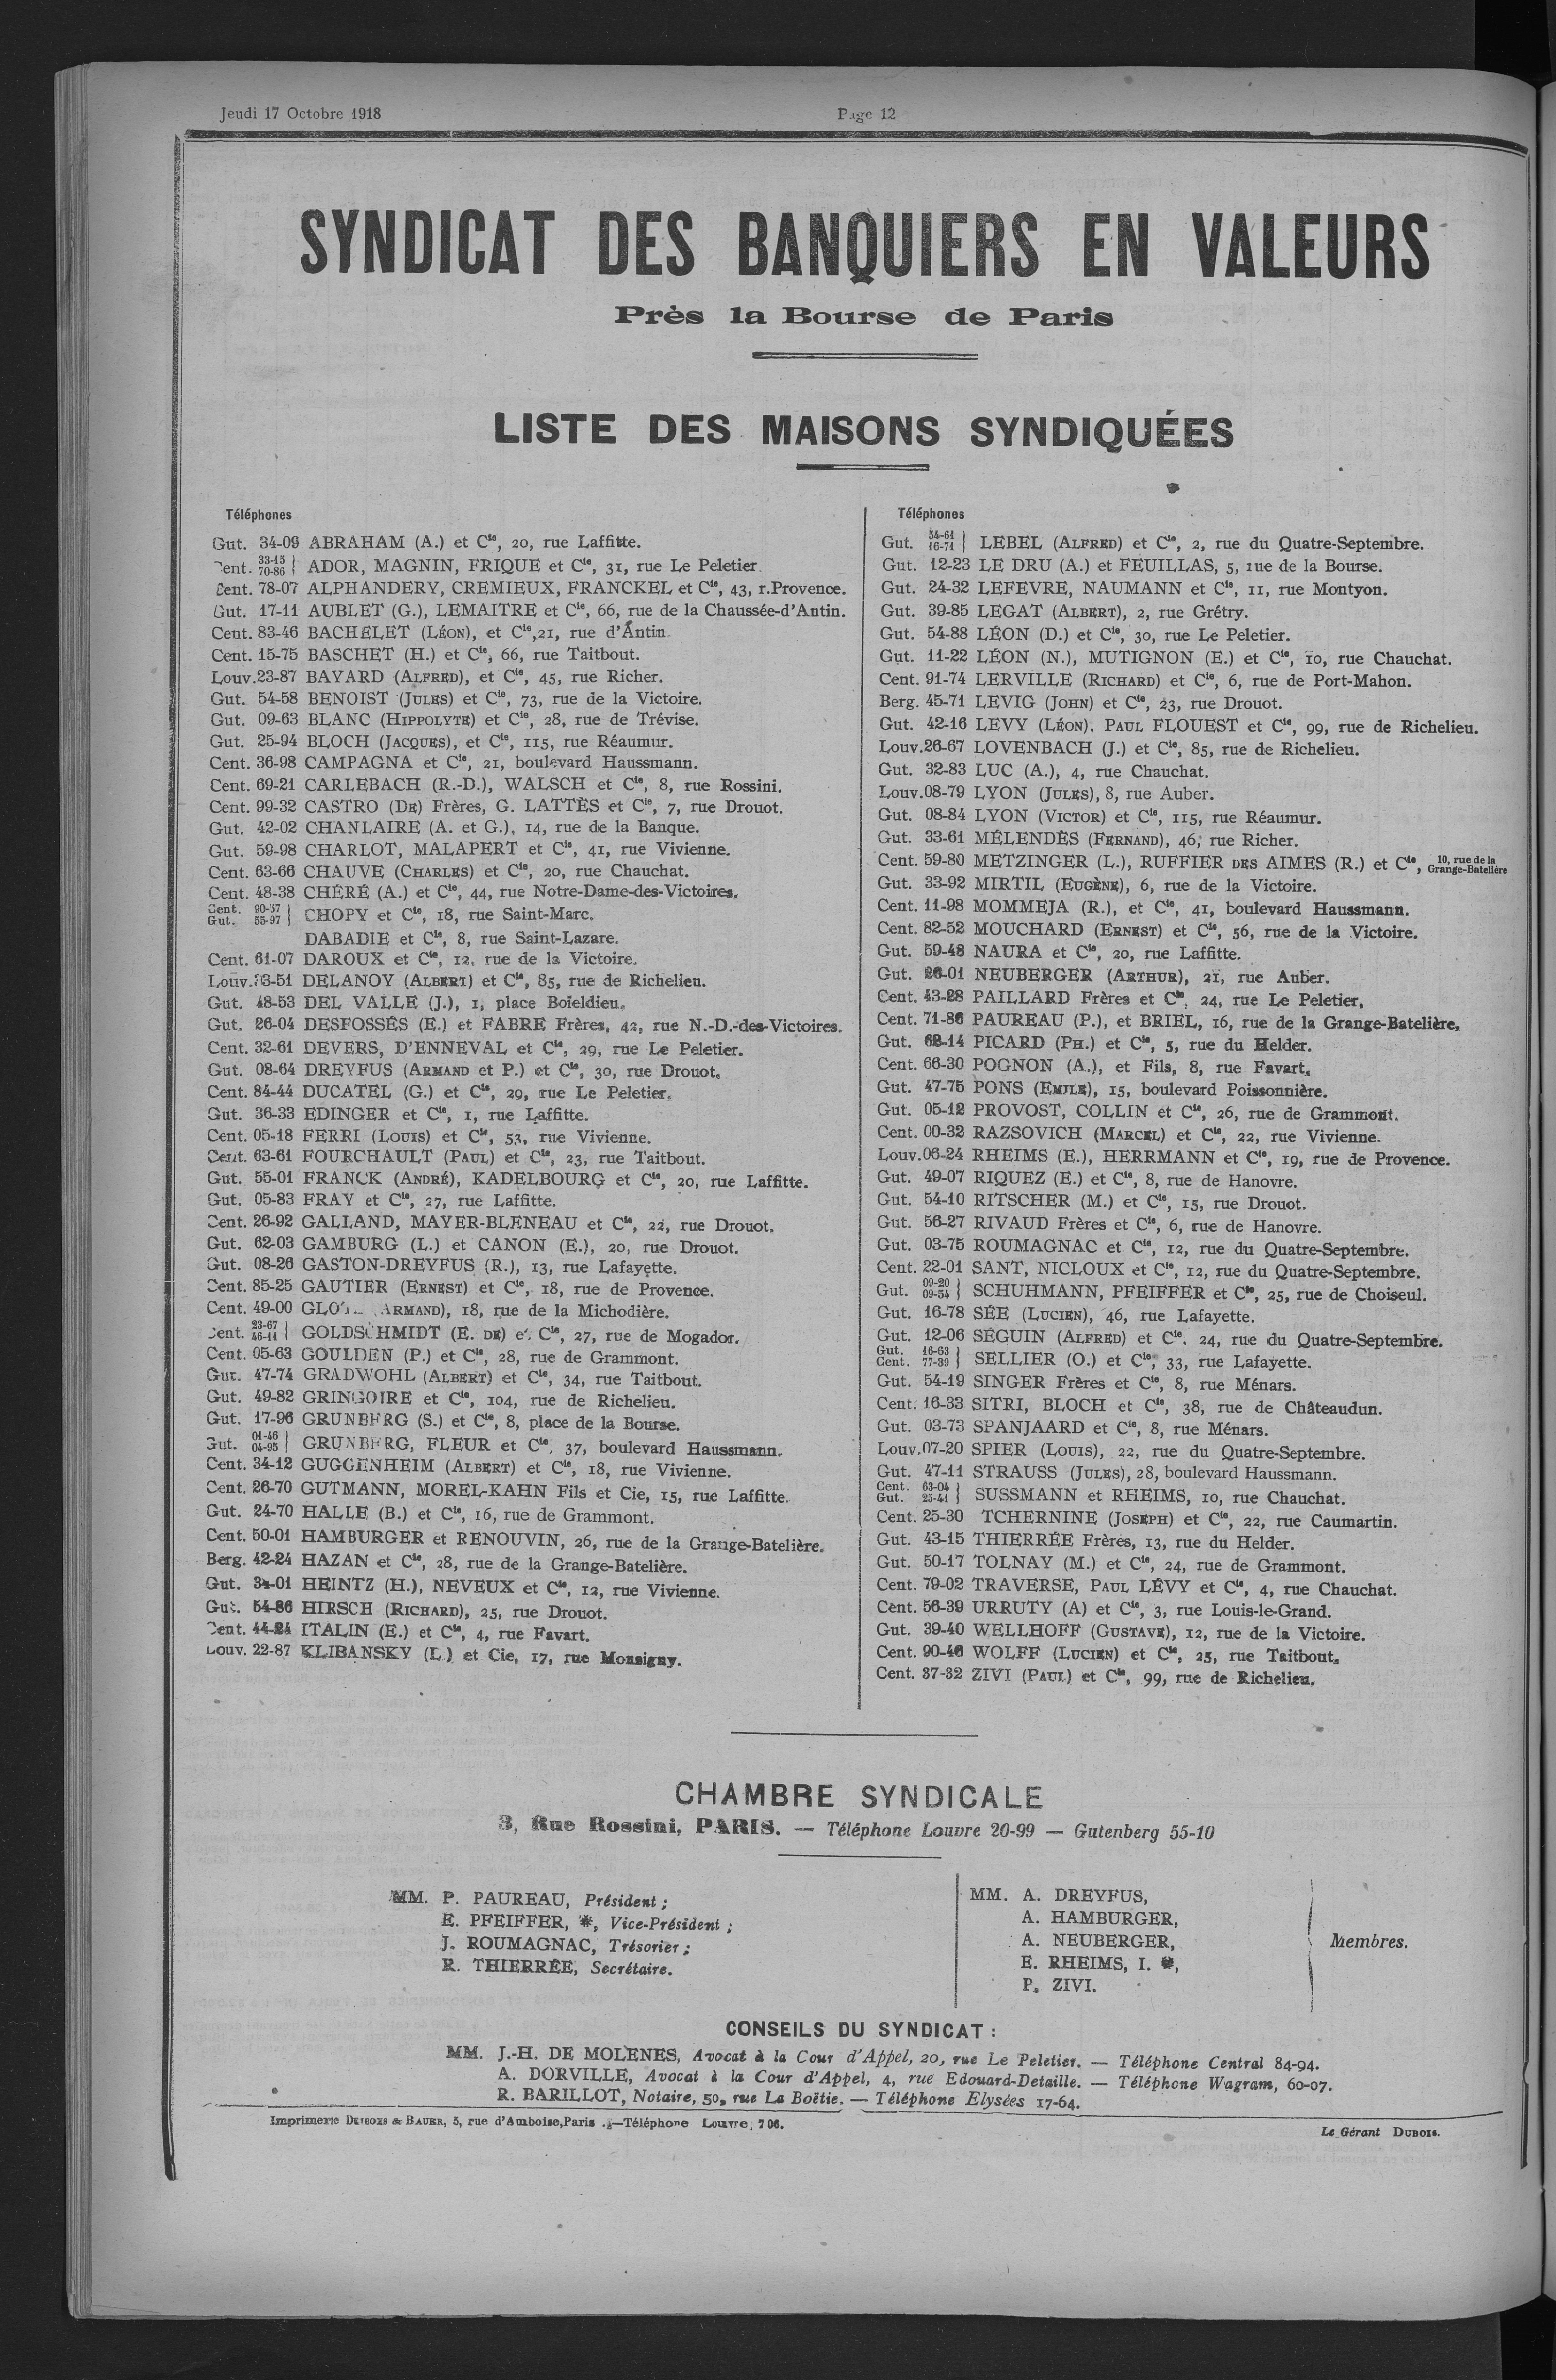 Jeudi 17 Octobre 1918
Page 12
SYNDICAT DES BANQUIERS EN VALEURS
Près la Bourse de Paris
LISTE DES MAISONS SYNDIQUÉES
Téléphones
Gut. 34-09 ABRAHAM (A.) et Cie, 20, rue Laffitte.
Cent. 33-15 70-86 ADOR, MAGNIN, FRIQUE et Cie, 31, rue Le Peletier.
Cent. 78-07 ALPHANDERY, CREMIEUX, FRANCKEL et Cie, 43, r.Provence.
Gut. 17-11 AUBLET (G.), LEMAITRE et Cie, 66, rue de la Chaussée-d'Antin.
Cent. 83-46 BACHELET (LÉON), et Cie,21, rue d'Antin.
Cent. 15-75 BASCHET (H.) et Cie, 66, rue Taitbout.
Louv.23-87 BAYARD (ALFRED), et Cie, 45, rue Richer.
Gut. 54-58 BENOIST (JULES) et Cie, 73, rue de la Victoire.
Gut. 09-63 BLANC (HIPPOLYTE) et Cie, 28, rue de Trévise.
Gut. 25-94 BLOCH (JACQUES), et Cie, 115, rue Réaumur.
Cent. 36-98 CAMPAGNA et Cie, 21, boulevard Haussmann.
Cent. 69-21 CARLEBACH (R.-D.), WALSCH et Cie, 8, rue Rossini.
Cent. 99-32 CASTRO (DE) Frères, G. LATTÈS et Cie, 7, rue Drouot.
Gut. 42-02 CHANLAIRE (A. et G.), 14, rue de la Banque.
Gut. 59-98 CHARLOT, MALAPERT et Cie, 41, rue Vivienne.
Cent. 63-66 CHAUVE (CHARLES) et Cie, 20, rue Chauchat.
Cent. 48-38 CHÉRÉ (A.) et Cie, 44, rue Notre-Dame-des-Victoires.
Cent. 90-37 Gut. 55-97 CHOPY et Cie, 18, rue Saint-Marc.
DABADIE et Cie, 8, rue Saint-Lazare.
Cent. 61-07 DAROUX et Cie, 12, rue de la Victoire.
Louv. DELANOY (ALBERT) et Cie, 85, rue de Richelieu.
Gut. 48-53 DEL VALLE (J.), 1, place Boïeldieu.
Gut. 26-04 DESFOSSÉS (E.) et FABRE Frères, 42, rue N.-D.-des-Victoires.
Cent. 32-61 DEVERS, D'ENNEVAL et Cie, 29, rue Le Peletier.
Gut. 08-64 DREYFUS (ARMAND et P.) et Cie, 30, rue Drouot.
Cent. 84-44 DUCATEL (G.) et Cie, 29, rue Le Peletier.
Gut. 36-33 EDINGER et Cie, 1, rue Laffitte.
Cent. 05-18 FERRI (LOUIS) et Cie, 53, rue Vivienne.
Cent. 63-61 FOURCHAULT (PAUL) et Cie, 23, rue Taitbout.
Gut. 55-01 FRANCK (ANDRÉ), KADELBOURG et Cie, 20, rue Laffitte.
Gut. 05-83 FRAY et Cie, 27, rue Laffitte.
Cent. 26-92 GALLAND, MAYER-BLENEAU et Cie, 22, rue Drouot.
Gut. 62-03 GAMBURG (L.) et CANON (E.), 20, rue Drouot.
Gut. 08-26 GASTON-DREYFUS (R.), 13, rue Lafayette.
Cent. 85-25 GAUTIER (ERNEST) et Cie, 18, rue de Provence.
Cent. 49-00 (ARMAND), 18, rue de la Michodière.
Cent. 23-67 46-11 GOLDSCHMIDT (E. DE) et Cie, 27, rue de Mogador.
Cent. 05-63 GOULDEN (P.) et Cie, 28, rue de Grammont.
Gut. 47-74 GRADWOHL (ALBERT) et Cie, 34, rue Taitbout.
Gut. 49-82 GRINGOIRE et Cie, 104, rue de Richelieu.
Gut. 17-96 GRUNBERG (S.) et Cie, 8, place de la Bourse.
Gut. 01-46 04-95 GRUNBERG, FLEUR et Cie, 37, boulevard Haussmann.
Cent. 34-12 GUGGENHEIM (ALBERT) et Cie, 18, rue Vivienne.
Cent. 26-70 GUTMANN, MOREL-KAHN Fils et Cie, 15, rue Laffitte.
Gut. 24-70 HALLE (B.) et Cie, 16, rue de Grammont.
Cent. 50-01 HAMBURGER et RENOUVIN, 26, rue de la Grange-Batelière.
Berg. 42-24 HAZAN et Cie, 28, rue de la Grange-Batelière.
Gut. 34-01 HEINTZ (H.), NEVEUX et Cie, 12, rue Vivienne.
Gut. 54-86 HIRSCH (RICHARD), 25, rue Drouot.
Cent. 44-24 ITALIN (E.) et Cie, 4, rue Favart.
Louv. 22-87 KLIBANSKY (L) et Cie, 17, rue Monsigny.
Téléphones
Gut. 54-61 16-71 LEBEL (ALFRED) et Cie, 2, rue du Quatre-Septembre.
Gut. 12-23 LE DRU (A.) et FEUILLAS, 5, rue de la Bourse.
Gut. 24-32 LEFEVRE, NAUMANN et Cie, 11, rue Montyon.
Gut. 39-85 LEGAT (ALBERT), 2, rue Grétry.
Gut. 54-88 LÉON (D.) et Cie, 30, rue Le Peletier.
Gut. 11-22 LÉON (N.), MUTIGNON (E.) et Cie, 10, rue Chauchat.
Cent. 91-74 LERVILLE (RICHARD) et Cie, 6, rue de Port-Mahon.
Berg. 45-71 LEVIG (JOHN) et Cie, 23, rue Drouot.
Gut. 42-16 LEVY (LÉON), PAUL FLOUEST et Cie, 99, rue de Richelieu.
Louv.26-67 LOVENBACH (J.) et Cie, 85, rue de Richelieu.
Gut. 32-83 LUC (A.), 4, rue Chauchat.
Louv.08-79 LYON (JULES), 8, rue Auber.
Gut. 08-84 LYON (VICTOR) et Cie, 115, rue Réaumur.
Gut. 33-61 MÉLENDÈS (FERNAND), 46, rue Richer.
Cent. 59-80 METZINGER (L.), RUFFIER DES AIMES (R.) et Cie, 10, rue de la Grange-Batelière
Gut. 33-92 MIRTIL (EUGÈNE), 6, rue de la Victoire.
Cent. 11-98 MOMMEJA (R.), et Cie, 41, boulevard Haussmann.
Cent. 82-52 MOUCHARD (ERNEST) et Cie, 56, rue de la Victoire.
Gut. 59-48 NAURA et Cie, 20, rue Laffitte.
Gut. 26-01 NEUBERGER (ARTHUR), 21, rue Auber.
Cent. 43-28 PAILLARD Frères et Cie, 24, rue Le Peletier.
Cent. 71-86 PAUREAU (P.), et BRIEL, 16, rue de la Grange-Batelière.
Gut. 62-14 PICARD (PH.) et Cie, 5, rue du Helder.
Cent. 66-30 POGNON (A.), et Fils, 8, rue Favart.
Gut. 47-75 PONS (EMILE), 15, boulevard Poissonnière.
Gut. 05-12 PROVOST, COLLIN et Cie, 26, rue de Grammont.
Cent. 00-32 RAZSOVICH (MARCEL) et Cie, 22, rue Vivienne.
Louv.06-24 RHEIMS (E.), HERRMANN et Cie, 19, rue de Provence.
Gut. 49-07 RIQUEZ (E.) et Cie, 8, rue de Hanovre.
Gut. 54-10 RITSCHER (M.) et Cie, 15, rue Drouot.
Gut. 56-27 RIVAUD Frères et Cie, 6, rue de Hanovre.
Gut. 03-75 ROUMAGNAC et Cie, 12, rue du Quatre-Septembre.
Cent. 22-01 SANT, NICLOUX et Cie, 12, rue du Quatre-Septembre.
Gut. 09-20 09-54 SCHUHMANN, PFEIFFER et Cie, 25, rue de Choiseul.
Gut. 16-78 SÉE (LUCIEN), 46, rue Lafayette.
Gut. 12-06 SÉGUIN (ALFRED) et Cie. 24, rue du Quatre-Septembre.
Gut. 16-63 Cent. 77-39 SELLIER (O.) et Cie, 33, rue Lafayette.
Gut. 54-19 SINGER Frères et Cie, 8, rue Ménars.
Cent. 16-33 SITRI, BLOCH et Cie, 38, rue de Châteaudun.
Gut. 03-73 SPANJAARD et Cie, 8, rue Ménars.
Louv.07-20 SPIER (LOUIS), 22, rue du Quatre-Septembre.
Gut. 47-11 STRAUSS (JULES), 28, boulevard Haussmann.
Cent. 63-04 Gut. 25-41 SUSSMANN et RHEIMS, 10, rue Chauchat.
Cent. 25-30 TCHERNINE (JOSEPH) et Cie, 22, rue Caumartin.
Gut. 43-15 THIERRÉE Frères, 13, rue du Helder.
Gut. 50-17 TOLNAY (M.) et Cie, 24, rue de Grammont.
Cent. 79-02 TRAVERSE, PAUL LÉVY et Cie, 4, rue Chauchat.
Cent. 56-39 URRUTY (A) et Cie, 3, rue Louis-le-Grand.
Gut. 39-40 WELLHOFF (GUSTAVE), 12, rue de la Victoire.
Cent. 90-46 WOLFF (LUCIEN) et Cie, 25, rue Taitbout.
Cent. 37-32 ZIVI (PAUL) et Cie, 99, rue de Richelieu.
CHAMBRE SYNDICALE
3, Rue Rossini, PARIS. — Téléphone Louvre 20-99 — Gutenberg 55-10
MM. P. PAUREAU, Président ;
E. PFEIFFER, ✻, Vice-Président ;
J. ROUMAGNAC, Trésorier ;
R. THIERRÉE, Secrétaire.
MM. A. DREYFUS,
A. HAMBURGER,
A. NEUBERGER,
E. RHEIMS, I. ✻,
P. ZIVI.
Membres.
CONSEILS DU SYNDICAT :
MM. J.-H. DE MOLÈNES, Avocat à la Cour d'Appel, 20, rue Le Peletier. — Téléphone Central 84-94.
A. DORVILLE, Avocat à la Cour d'Appel, 4, rue Edouard-Detaille. — Téléphone Wagram, 60-07.
R. BARILLOT, Notaire, 50, rue La Boëtie. — Téléphone Elysées 17-64.
Imprimerie DUBOIS & BAUER, 5, rue d'Amboise,Paris .—Téléphone Louvre, 706.
Le Gérant DUBOIS.